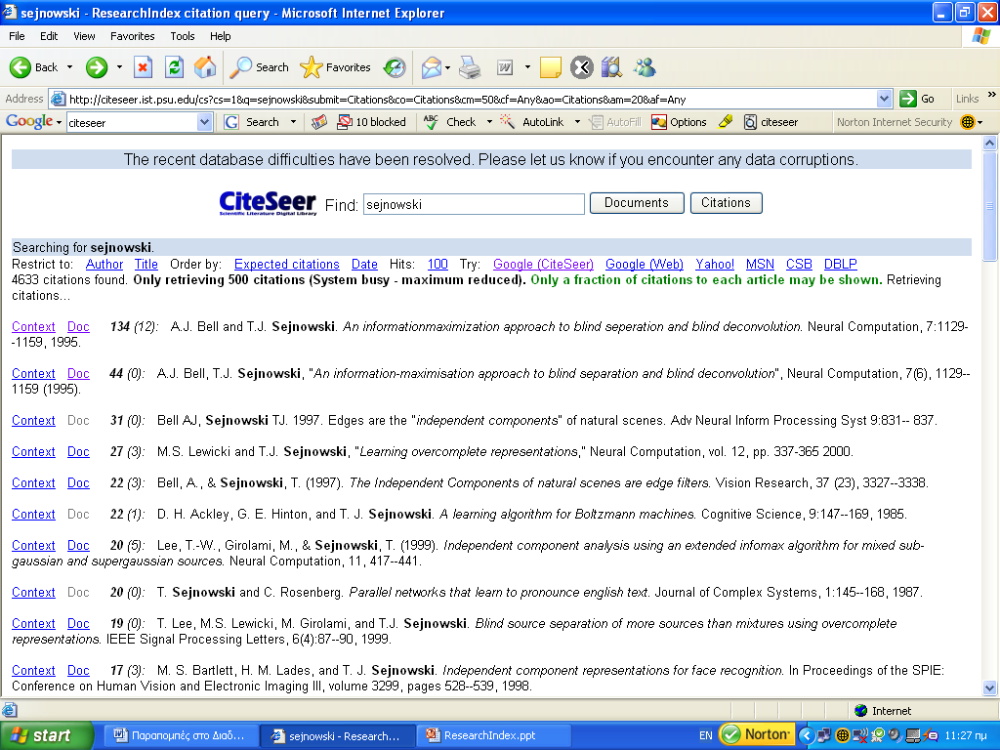 sejnowski - ResearchIndex citation query - Microsoft Internet Explorer
File Edit View Favorites Tools Help
Back Search Favorites
Address http://citeseer.ist.psu.edu/cs?cs=1&q=sejnowski&submit=Citations&co=Citations&cm=50&cf=Any&ao=Citations&am=20&af=Any Go Links »
Google citeseer G Search 10 blocked ABC Check AutoLink AutoFill Options citeseer Norton Internet Security
The recent database difficulties have been resolved. Please let us know if you encounter any data corruptions.
CiteSeer Find: sejnowski Documents Citations
Scientific Literature Digital Library
Searching for sejnowski.
Restrict to: Author Title Order by: Expected citations Date Hits: 100 Try: Google (CiteSeer) Google (Web) Yahoo! MSN CSB DBLP
4633 citations found. Only retrieving 500 citations (System busy - maximum reduced). Only a fraction of citations to each article may be shown. Retrieving
citations...
Context Doc 134 (12): A.J. Bell and T.J. Sejnowski. An informationmaximization approach to blind seperation and blind deconvolution. Neural Computation, 7:1129-
-1159, 1995.
Context Doc 44 (0): A.J. Bell, T.J. Sejnowski, "An information-maximisation approach to blind separation and blind deconvolution", Neural Computation, 7(6), 1129--
1159 (1995).
Context Doc 31 (0): Bell AJ, Sejnowski TJ. 1997. Edges are the "independent components" of natural scenes. Adv Neural Inform Processing Syst 9:831-- 837.
Context Doc 27 (3): M.S. Lewicki and T.J. Sejnowski, "Learning overcomplete representations," Neural Computation, vol. 12, pp. 337-365 2000.
Context Doc 22 (3): Bell, A., & Sejnowski, T. (1997). The Independent Components of natural scenes are edge filters. Vision Research, 37 (23), 3327--3338.
Context Doc 22 (1): D. H. Ackley, G. E. Hinton, and T. J. Sejnowski. A learning algorithm for Boltzmann machines. Cognitive Science, 9:147--169, 1985.
Context Doc 20 (5): Lee, T.-W., Girolami, M., & Sejnowski, T. (1999). Independent component analysis using an extended infomax algorithm for mixed sub-
gaussian and supergaussian sources. Neural Computation, 11, 417--441.
Context Doc 20 (0): T. Sejnowski and C. Rosenberg. Parallel networks that learn to pronounce english text. Journal of Complex Systems, 1:145--168, 1987.
Context Doc 19 (0): T. Lee, M.S. Lewicki, M. Girolami, and T.J. Sejnowski. Blind source separation of more sources than mixtures using overcomplete
representations. IEEE Signal Processing Letters, 6(4):87--90, 1999.
Context Doc 17 (3): M. S. Bartlett, H. M. Lades, and T. J. Sejnowski. Independent component representations for face recognition. In Proceedings of the SPIE:
Conference on Human Vision and Electronic Imaging III, volume 3299, pages 528--539, 1998.
Internet
start Παραπομπές στο Διαδ... sejnowski - Research... ResearchIndex.ppt EN Norton 11:27 πμ